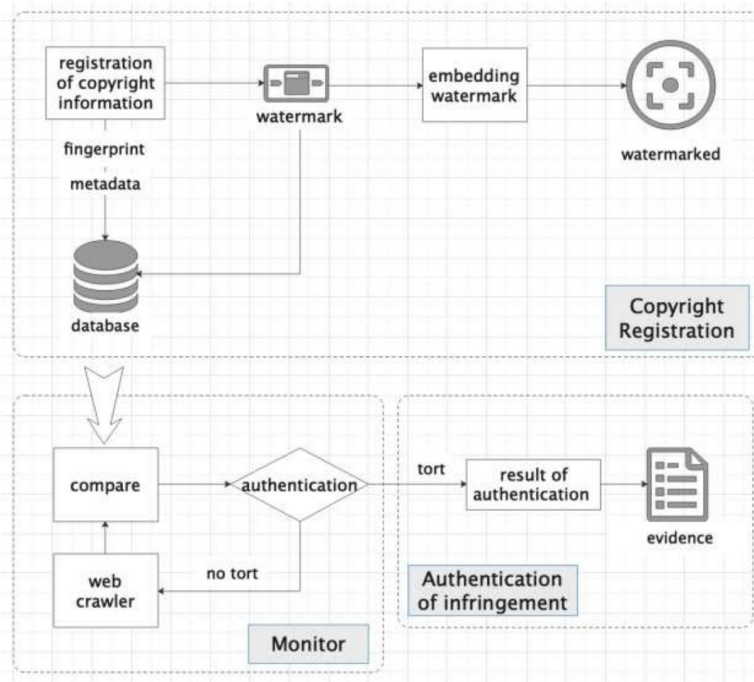 registration
of copyright
information
watermark
embedding
watermark
watermarked
fingerprint
metadata
database
Copyright
Registration
compare
authentication
tort
result of
authentication
evidence
web
crawler
no tort
Monitor
Authentication
of infringement